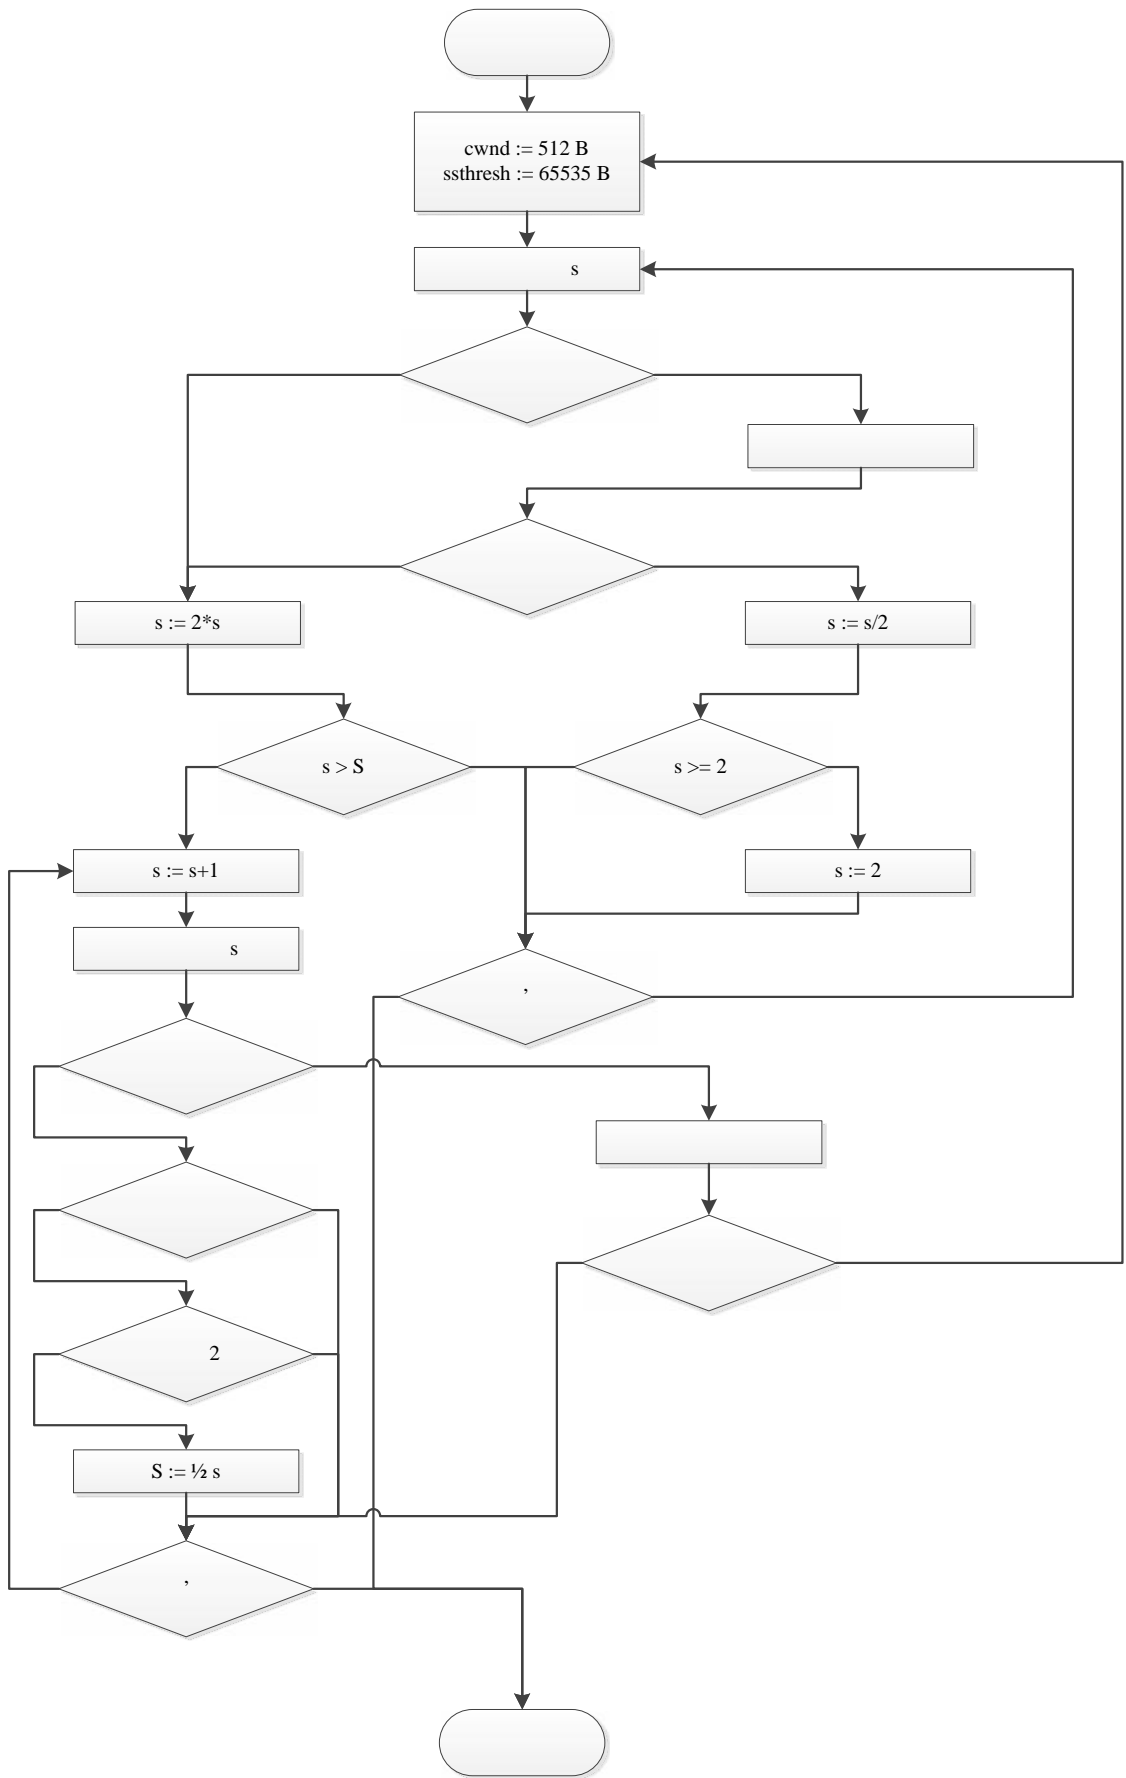 cwnd := 512 B
ssthresh := 65535 B
s
s := 2*s
s := s/2
s > S
s >= 2
s := s+1
s := 2
s
,
2
S := ½ s
,